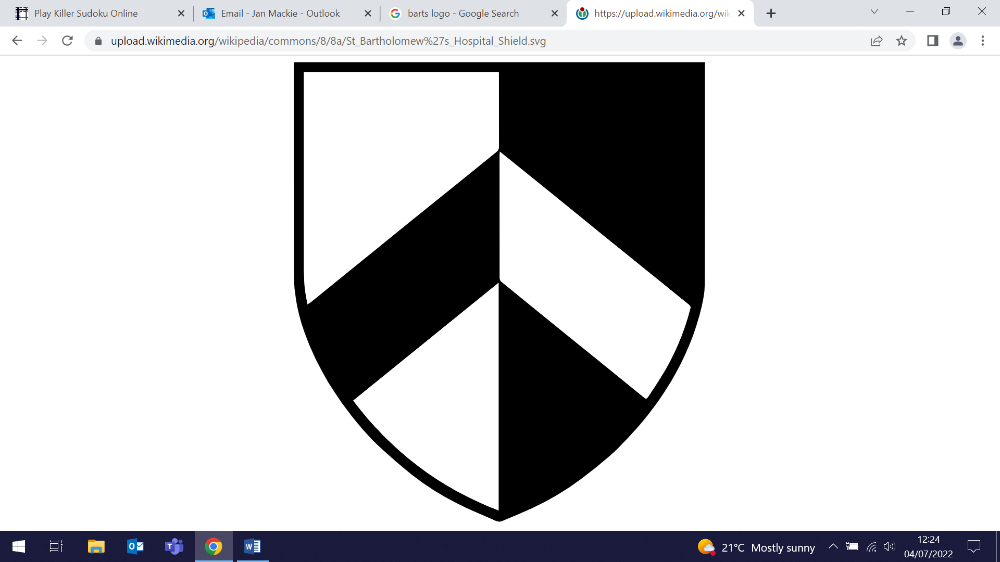 Play Killer Sudoku Online
Email - Jan Mackie - Outlook
barts logo - Google Search
https://upload.wikimedia.org/wik
upload.wikimedia.org/wikipedia/commons/8/8a/St_Bartholomew%27s_Hospital_Shield.svg
21°C Mostly sunny
12:24
04/07/2022